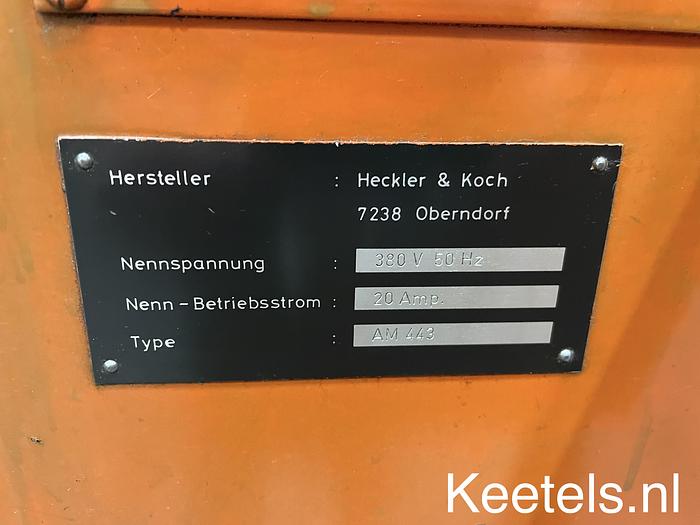 Hersteller : Heckler & Koch
7238 Oberndorf
Nennspannung : 380 V 50 Hz
Nenn-Betriebsstrom : 20 Amp.
Type : AM 443
Keetels.nl